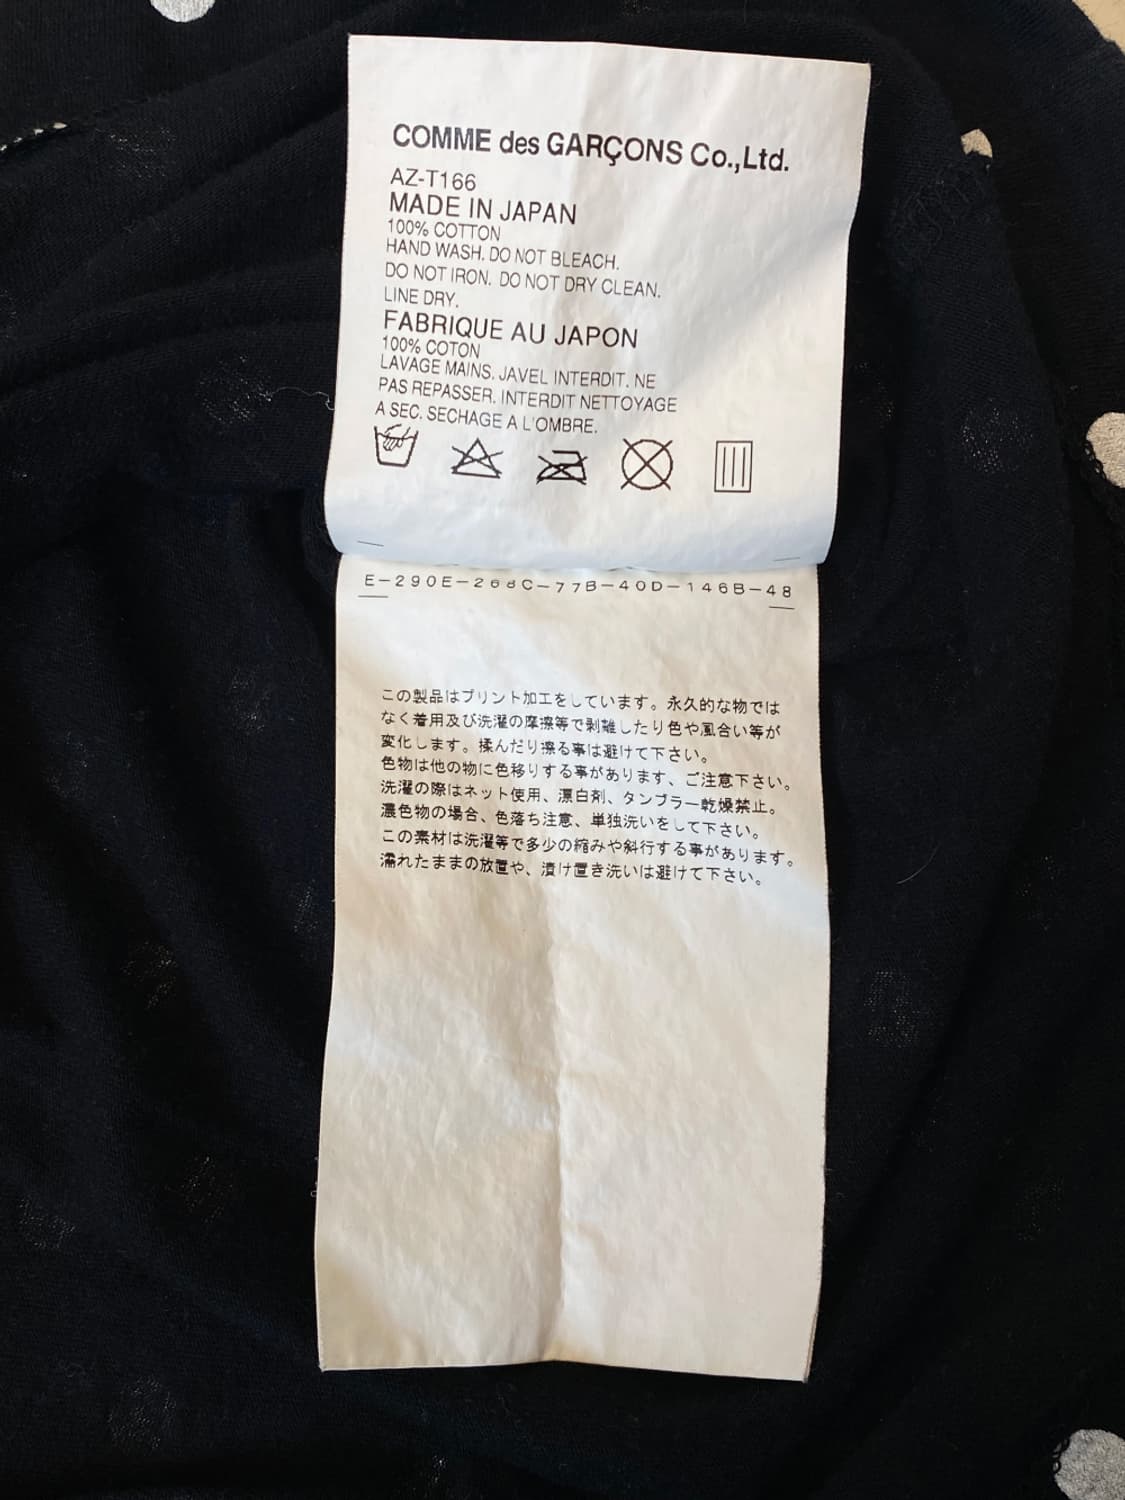 COMME des GARÇONS Co.,Ltd.
AZ-T166
MADE IN JAPAN
100% COTTON
HAND WASH. DO NOT BLEACH.
DO NOT IRON. DO NOT DRY CLEAN.
LINE DRY.
FABRIQUE AU JAPON
100% COTON
LAVAGE MAINS. JAVEL INTERDIT. NE
PAS REPASSER. INTERDIT NETTOYAGE
A SEC. SECHAGE A L'OMBRE.
E-290E-268C-77B-40D-146B-48
この製品はプリント加工をしています。永久的な物では
なく着用及び洗濯の摩擦等で剥離したり色や風合い等が
変化します。揉んだり擦る事は避けて下さい。
色物は他の物に色移りする事があります、ご注意下さい。
洗濯の際はネット使用、漂白剤、タンブラー乾燥禁止。
濃色物の場合、色落ち注意、単独洗いをして下さい。
この素材は洗濯等で多少の縮みや斜行する事があります。
濡れたままの放置や、漬け置き洗いは避けて下さい。